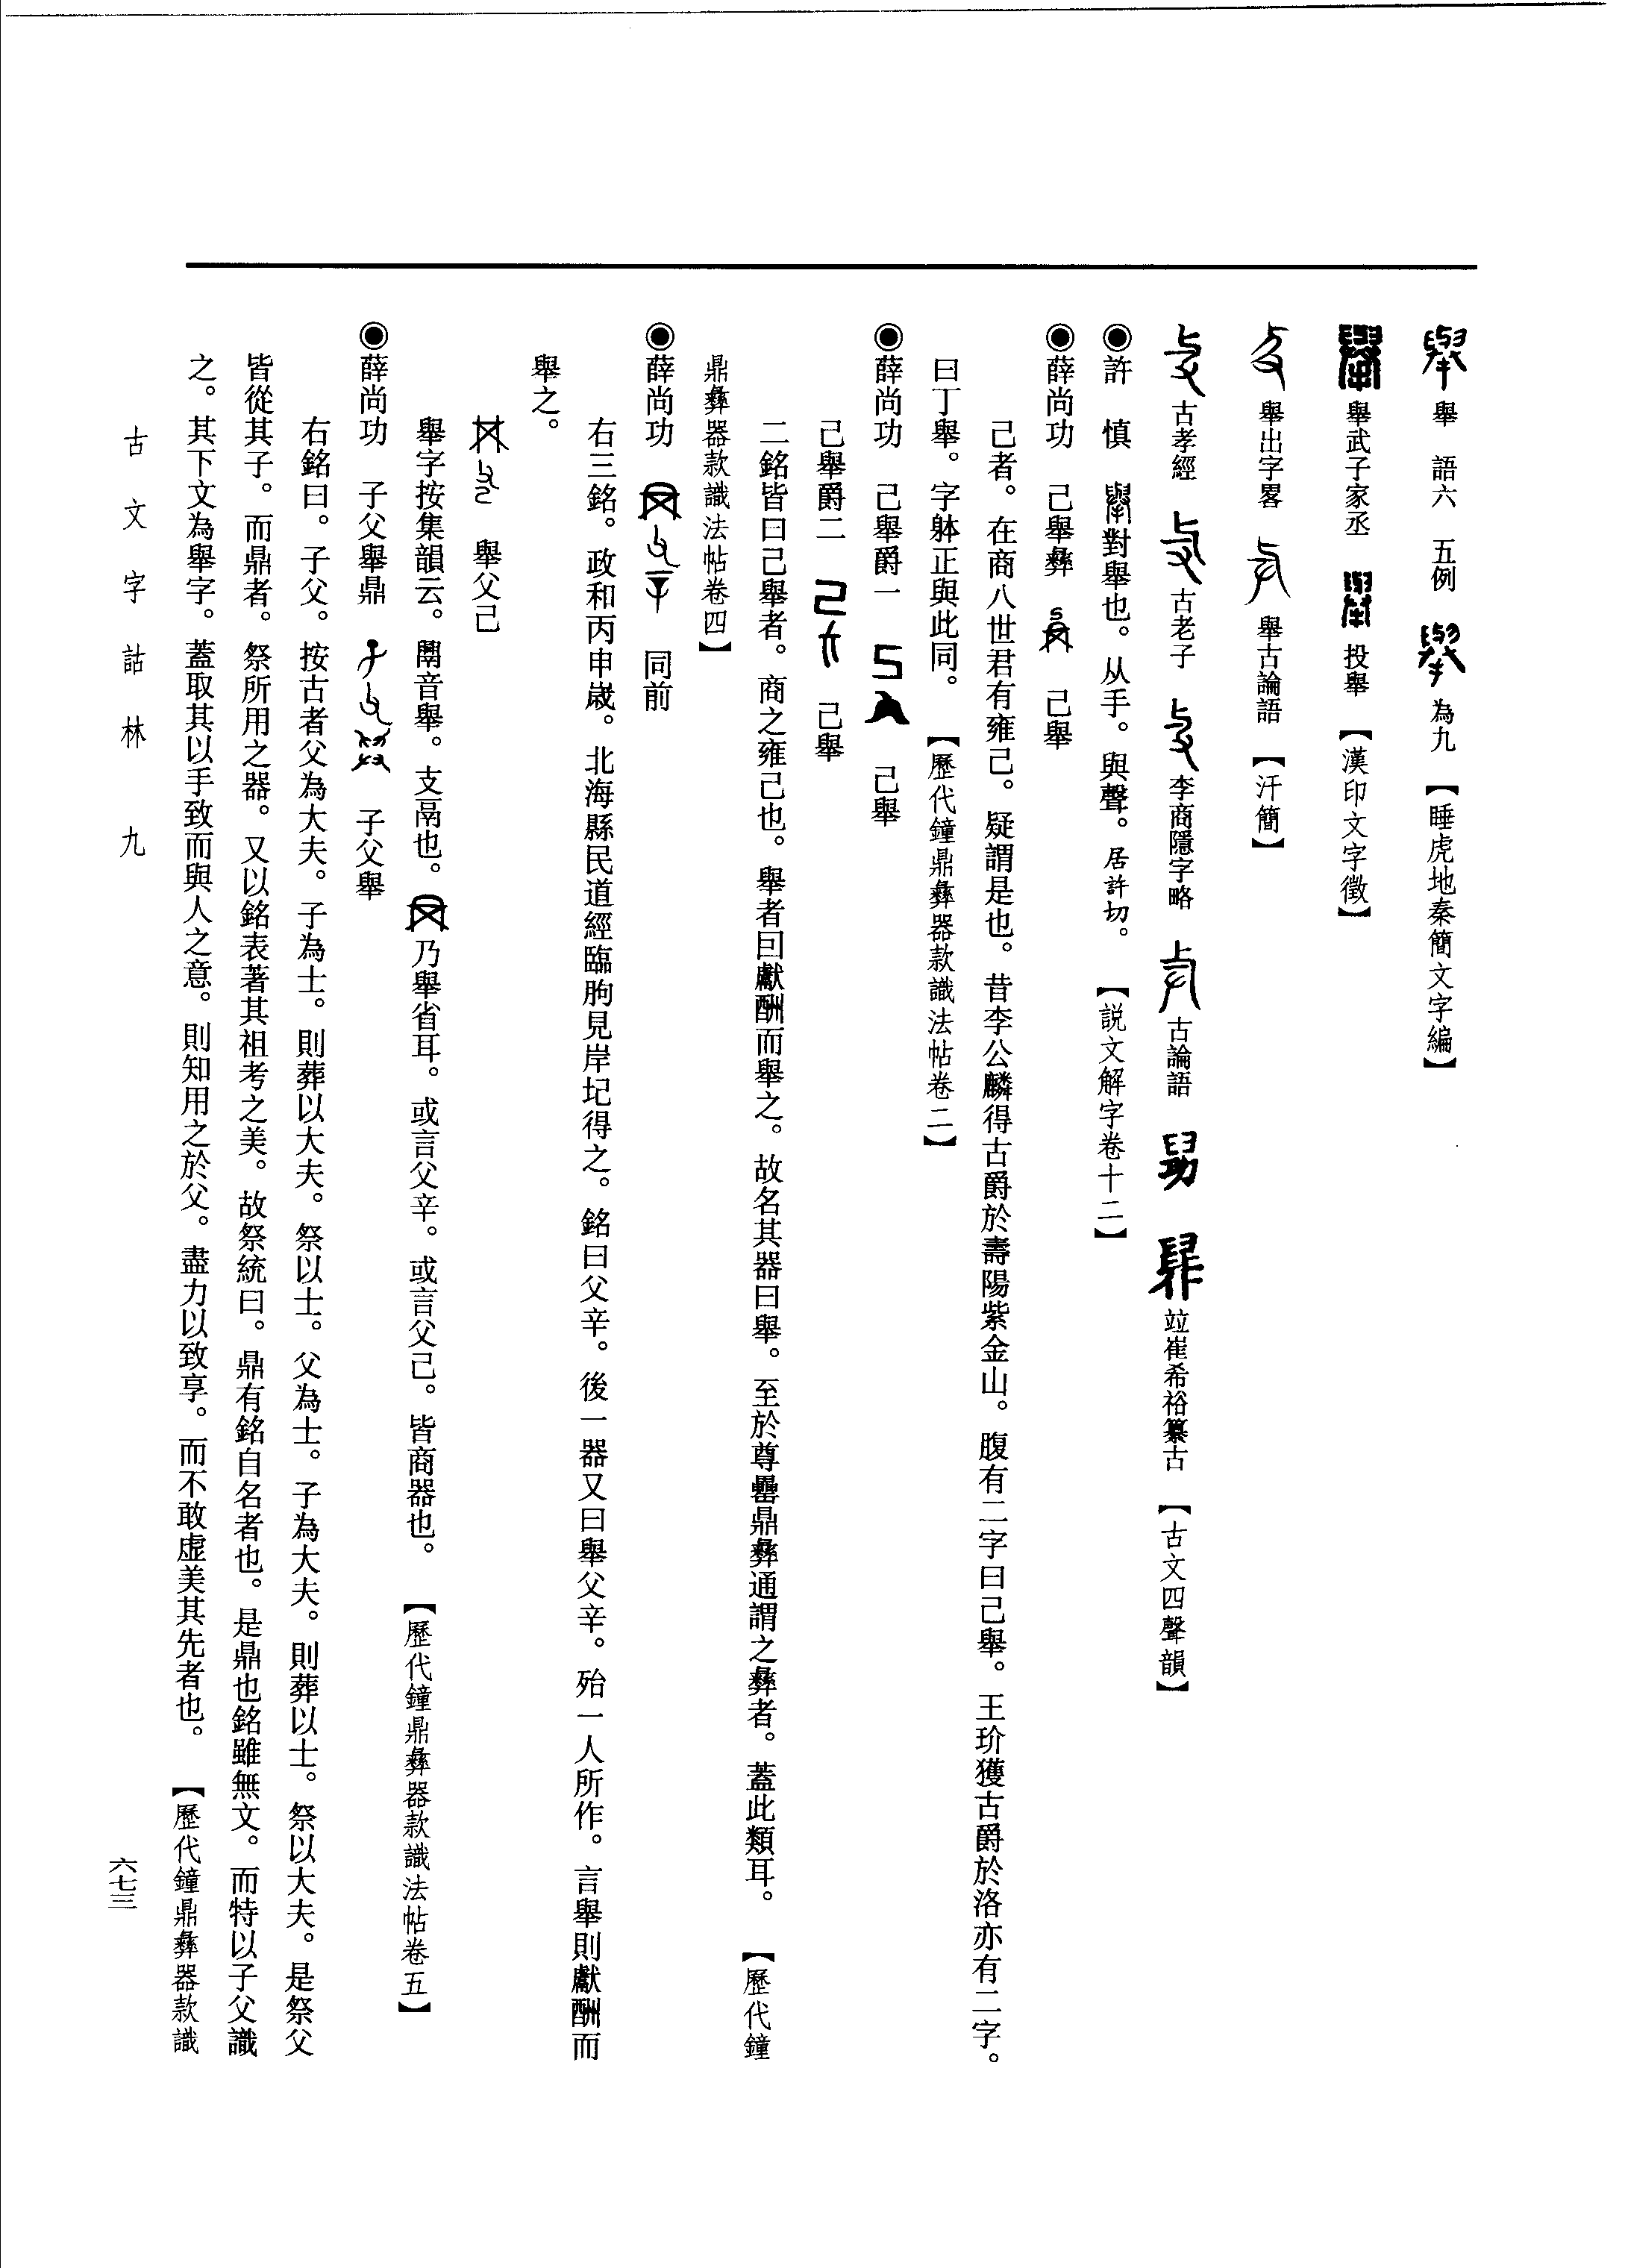 舉　語六　五例　為九　【睡虎地秦簡文字編】
舉武子家丞　投舉　【漢印文字徵】
舉出字畧　舉古論語　【汗簡】
古孝經　古老子　李商隱字略　古論語　竝崔希裕纂古　【古文四聲韻】
◉許　慎　對舉也。从手。與聲。居許切。　【説文解字卷十二】
◉薛尚功　己舉彝　己舉
己者。在商八世君有雍己。疑謂是也。昔李公麟得古爵於壽陽紫金山。腹有二字曰己舉。王玠獲古爵於洛亦有二字。
曰丁舉。字躰正與此同。　【歷代鐘鼎彝器款識法帖卷二】
◉薛尚功　己舉爵一　己舉
己舉爵二　己舉
二銘皆曰己舉者。商之雍己也。舉者曰獻酬而舉之。故名其器曰舉。至於尊罍鼎彝通謂之彝者。蓋此類耳。　【歷代鐘
鼎彝器款識法帖卷四】
◉薛尚功　同前
右三銘。政和丙申歲。北海縣民道經臨朐見岸圮得之。銘曰父辛。後一器又曰舉父辛。殆一人所作。言舉則獻酬而
舉之。
舉父己
舉字按集韻云。音舉。支鬲也。乃舉省耳。或言父辛。或言父己。皆商器也。　【歷代鐘鼎彝器款識法帖卷五】
◉薛尚功　子父舉鼎　子父舉
右銘曰。子父。按古者父為大夫。子為士。則葬以大夫。祭以士。父為士。子為大夫。則葬以士。祭以大夫。是祭父
皆從其子。而鼎者。祭所用之器。又以銘表著其祖考之美。故祭統曰。鼎有銘自名者也。是鼎也銘雖無文。而特以子父識
之。其下文為舉字。蓋取其以手致而與人之意。則知用之於父。盡力以致享。而不敢虛美其先者也。　【歷代鐘鼎彝器款識
古文字詁林　九
六七三